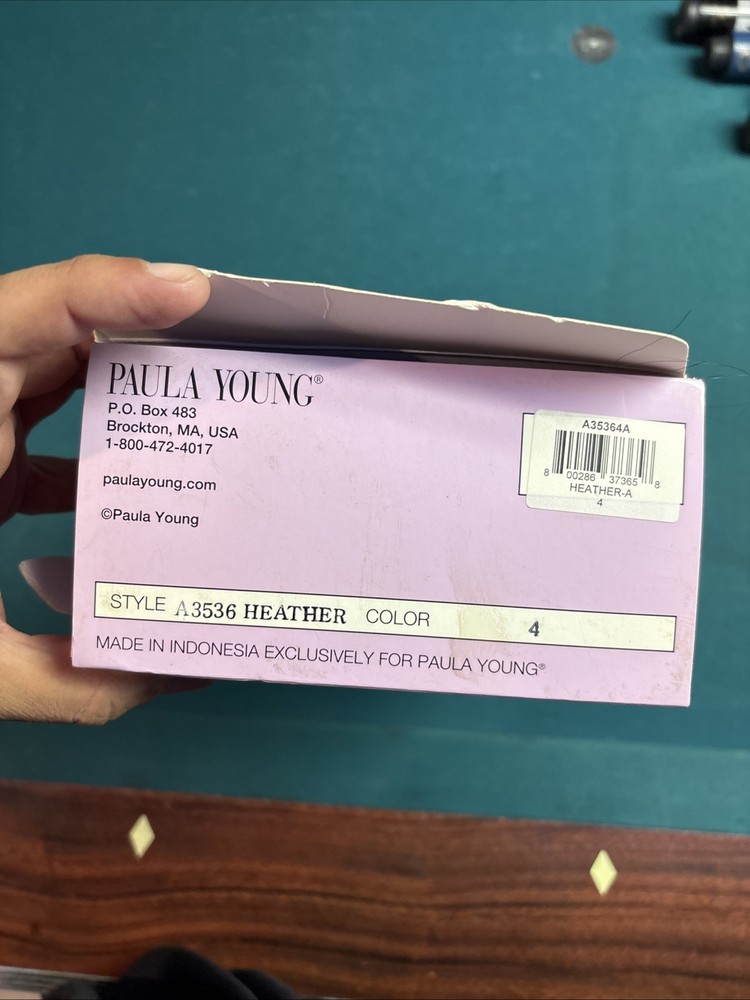 PAULA YOUNG®
P.O. Box 483
Brockton, MA, USA
1-800-472-4017
paulayoung.com
©Paula Young
A35364A
8 00286 37365 8
HEATHER-A
4
STYLE A3536 HEATHER COLOR 4
MADE IN INDONESIA EXCLUSIVELY FOR PAULA YOUNG®